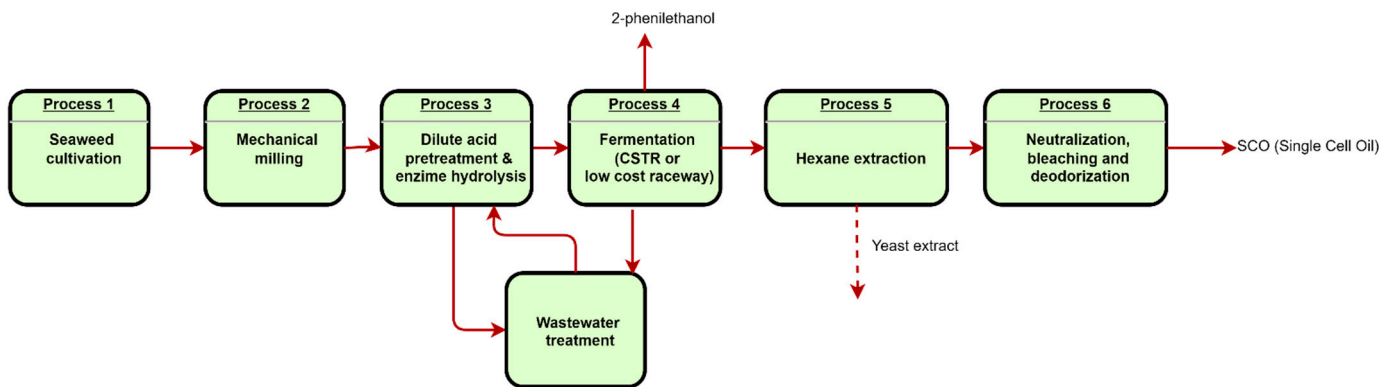 2-phenilethanol
Process 1
Seaweed
cultivation
Process 2
Mechanical
milling
Process 3
Dilute acid
pretreatment &
enzime hydrolysis
Process 4
Fermentation
(CSTR or
low cost raceway)
Process 5
Hexane extraction
Process 6
Neutralization,
bleaching and
deodorization
SCO (Single Cell Oil)
Yeast extract
Wastewater
treatment